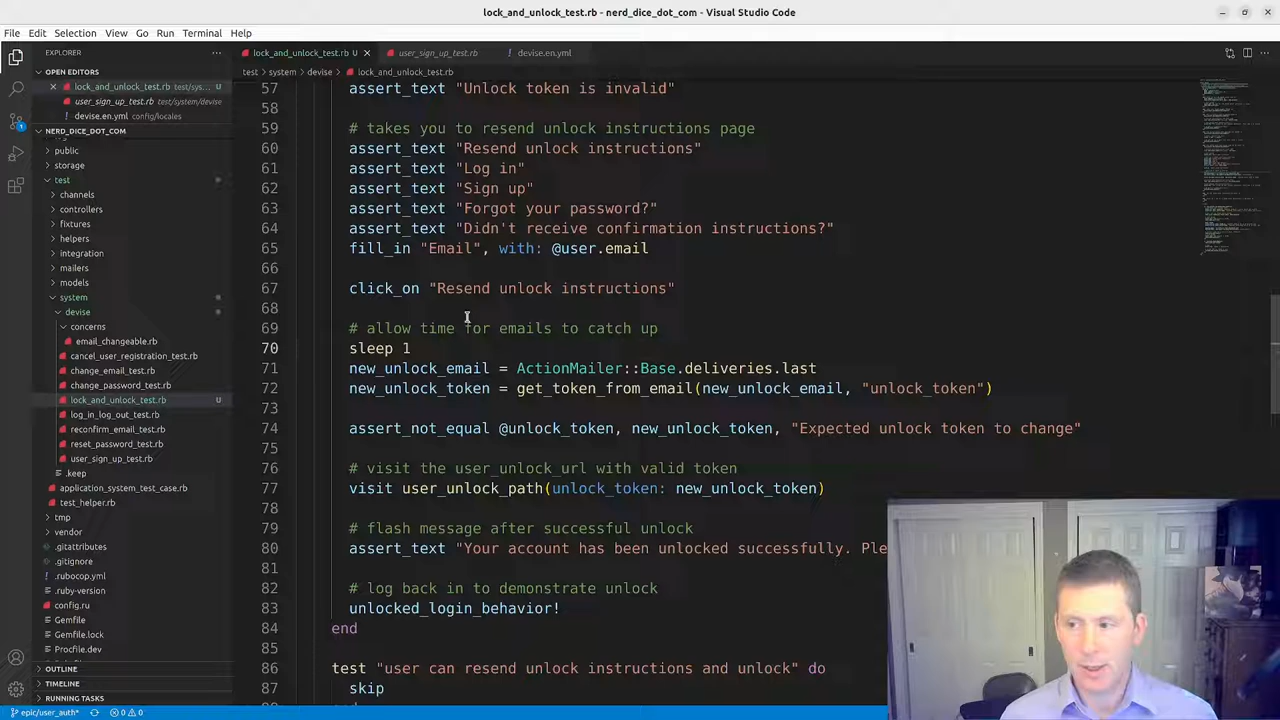 lock_and_unlock_test.rb - nerd_dice_dot_com - Visual Studio Code
File Edit Selection View Go Run Terminal Help
EXPLORER
OPEN EDITORS
lock_and_unlock_test.rb test/sys... U
user_sign_up_test.rb test/system/devise
devise.en.yml config/locales
NERD_DICE_DOT_COM
public
storage
test
channels
controllers
fixtures
helpers
integration
mailers
models
system
devise
concerns
email_changeable.rb
cancel_user_registration_test.rb
change_email_test.rb
change_password_test.rb
lock_and_unlock_test.rb U
log_in_log_out_test.rb
reconfirm_email_test.rb
reset_password_test.rb
user_sign_up_test.rb
.keep
application_system_test_case.rb
test_helper.rb
tmp
vendor
.gitattributes
.gitignore
.rubocop.yml
.ruby-version
config.ru
Gemfile
Gemfile.lock
Procfile.dev
OUTLINE
TIMELINE
RUNNING TASKS
lock_and_unlock_test.rb U user_sign_up_test.rb devise.en.yml
test > system > devise > lock_and_unlock_test.rb
57 assert_text "Unlock token is invalid"
58
59 # takes you to resend unlock instructions page
60 assert_text "Resend unlock instructions"
61 assert_text "Log in"
62 assert_text "Sign up"
63 assert_text "Forgot your password?"
64 assert_text "Didn't receive confirmation instructions?"
65 fill_in "Email", with: @user.email
66
67 click_on "Resend unlock instructions"
68
69 # allow time for emails to catch up
70 sleep 1
71 new_unlock_email = ActionMailer::Base.deliveries.last
72 new_unlock_token = get_token_from_email(new_unlock_email, "unlock_token")
73
74 assert_not_equal @unlock_token, new_unlock_token, "Expected unlock token to change"
75
76 # visit the user_unlock_url with valid token
77 visit user_unlock_path(unlock_token: new_unlock_token)
78
79 # flash message after successful unlock
80 assert_text "Your account has been unlocked successfully. Ple
81
82 # log back in to demonstrate unlock
83 unlocked_login_behavior!
84 end
85
86 test "user can resend unlock instructions and unlock" do
87 skip
epic/user_auth* 0 0